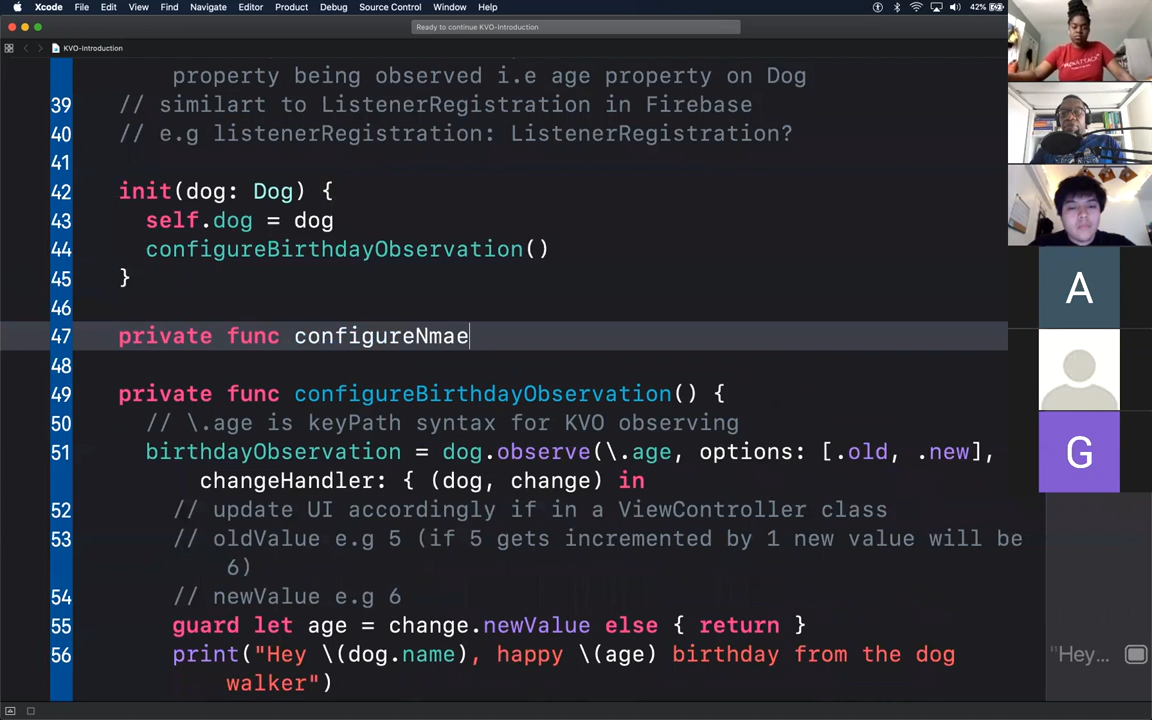 Xcode File Edit View Find Navigate Editor Product Debug Source Control Window Help 42%
Ready to continue KVO-Introduction
KVO-Introduction
property being observed i.e age property on Dog
39 // similart to ListenerRegistration in Firebase
40 // e.g listenerRegistration: ListenerRegistration?
41
42 init(dog: Dog) {
43 self.dog = dog
44 configureBirthdayObservation()
45 }
46
47 private func configureNmae
48
49 private func configureBirthdayObservation() {
50 // \.age is keyPath syntax for KVO observing
51 birthdayObservation = dog.observe(\.age, options: [.old, .new],
changeHandler: { (dog, change) in
52 // update UI accordingly if in a ViewController class
53 // oldValue e.g 5 (if 5 gets incremented by 1 new value will be
6)
54 // newValue e.g 6
55 guard let age = change.newValue else { return }
56 print("Hey \(dog.name), happy \(age) birthday from the dog
walker")
"Hey...
A
G